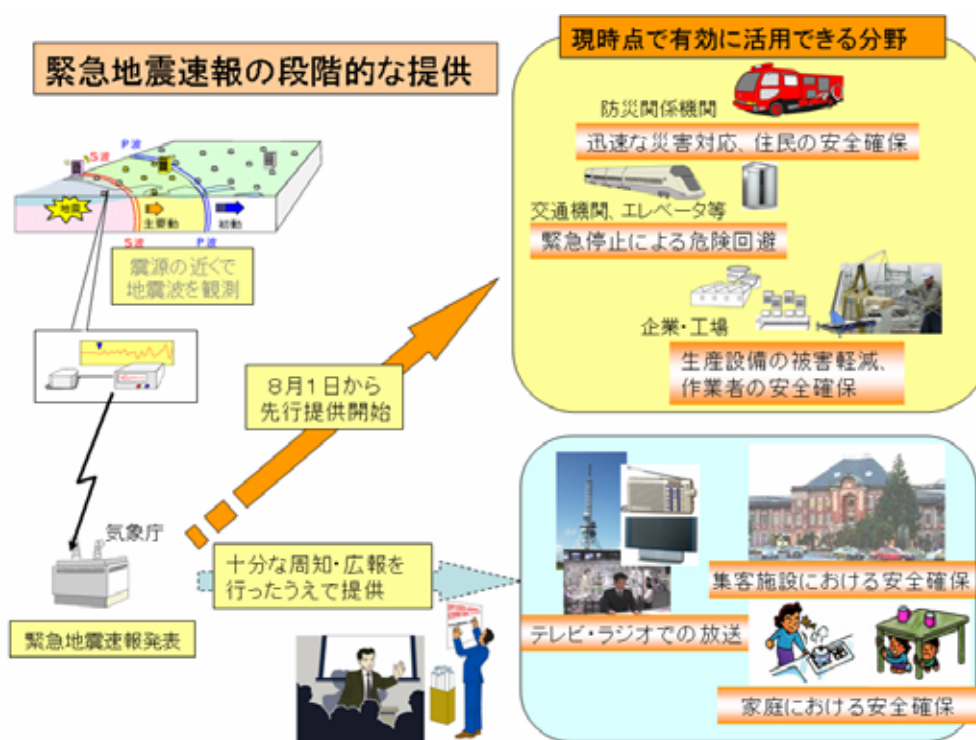 緊急地震速報の段階的な提供
S波
P波
地震
主要動
初動
S波
P波
震源の近くで
地震波を観測
気象庁
緊急地震速報発表
8月1日から
先行提供開始
十分な周知・広報を
行ったうえで提供
現時点で有効に活用できる分野
防災関係機関
迅速な災害対応、住民の安全確保
交通機関、エレベータ等
緊急停止による危険回避
企業・工場
生産設備の被害軽減、
作業者の安全確保
テレビ・ラジオでの放送
集客施設における安全確保
家庭における安全確保